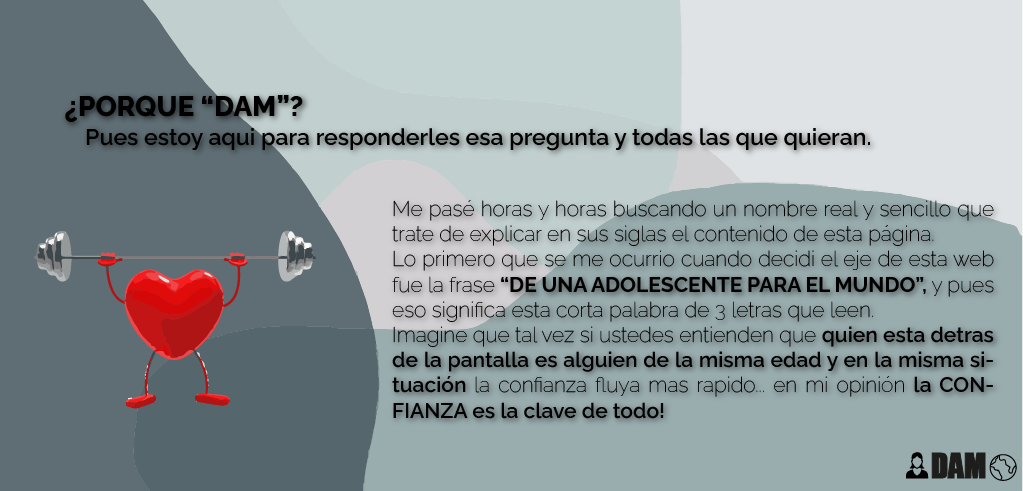 ¿PORQUE “DAM”?
Pues estoy aqui para responderles esa pregunta y todas las que quieran.
Me pasé horas y horas buscando un nombre real y sencillo que
trate de explicar en sus siglas el contenido de esta página.
Lo primero que se me ocurrio cuando decidi el eje de esta web
fue la frase “DE UNA ADOLESCENTE PARA EL MUNDO”, y pues
eso significa esta corta palabra de 3 letras que leen.
Imagine que tal vez si ustedes entienden que quien esta detras
de la pantalla es alguien de la misma edad y en la misma si-
tuación la confianza fluya mas rapido... en mi opinión la CON-
FIANZA es la clave de todo!
DAM